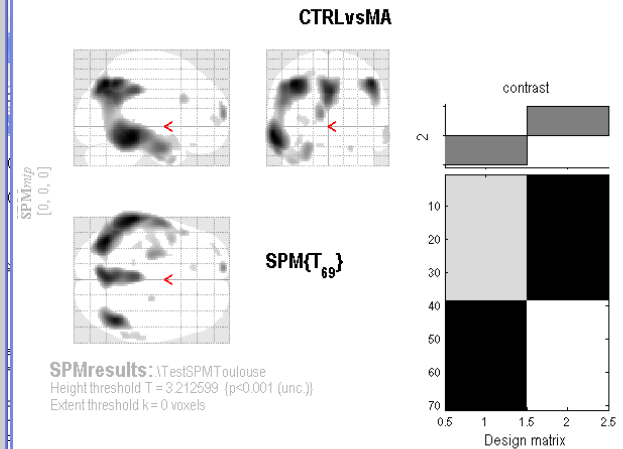 CTRLvsMA
SPMmip
[0, 0, 0]
<
<
<
SPM{T69}
contrast
2
10
20
30
40
50
60
70
0.5 1 1.5 2 2.5
Design matrix
SPMresults: .\TestSPMToulouse
Height threshold T = 3.212599 {p<0.001 (unc.)}
Extent threshold k = 0 voxels